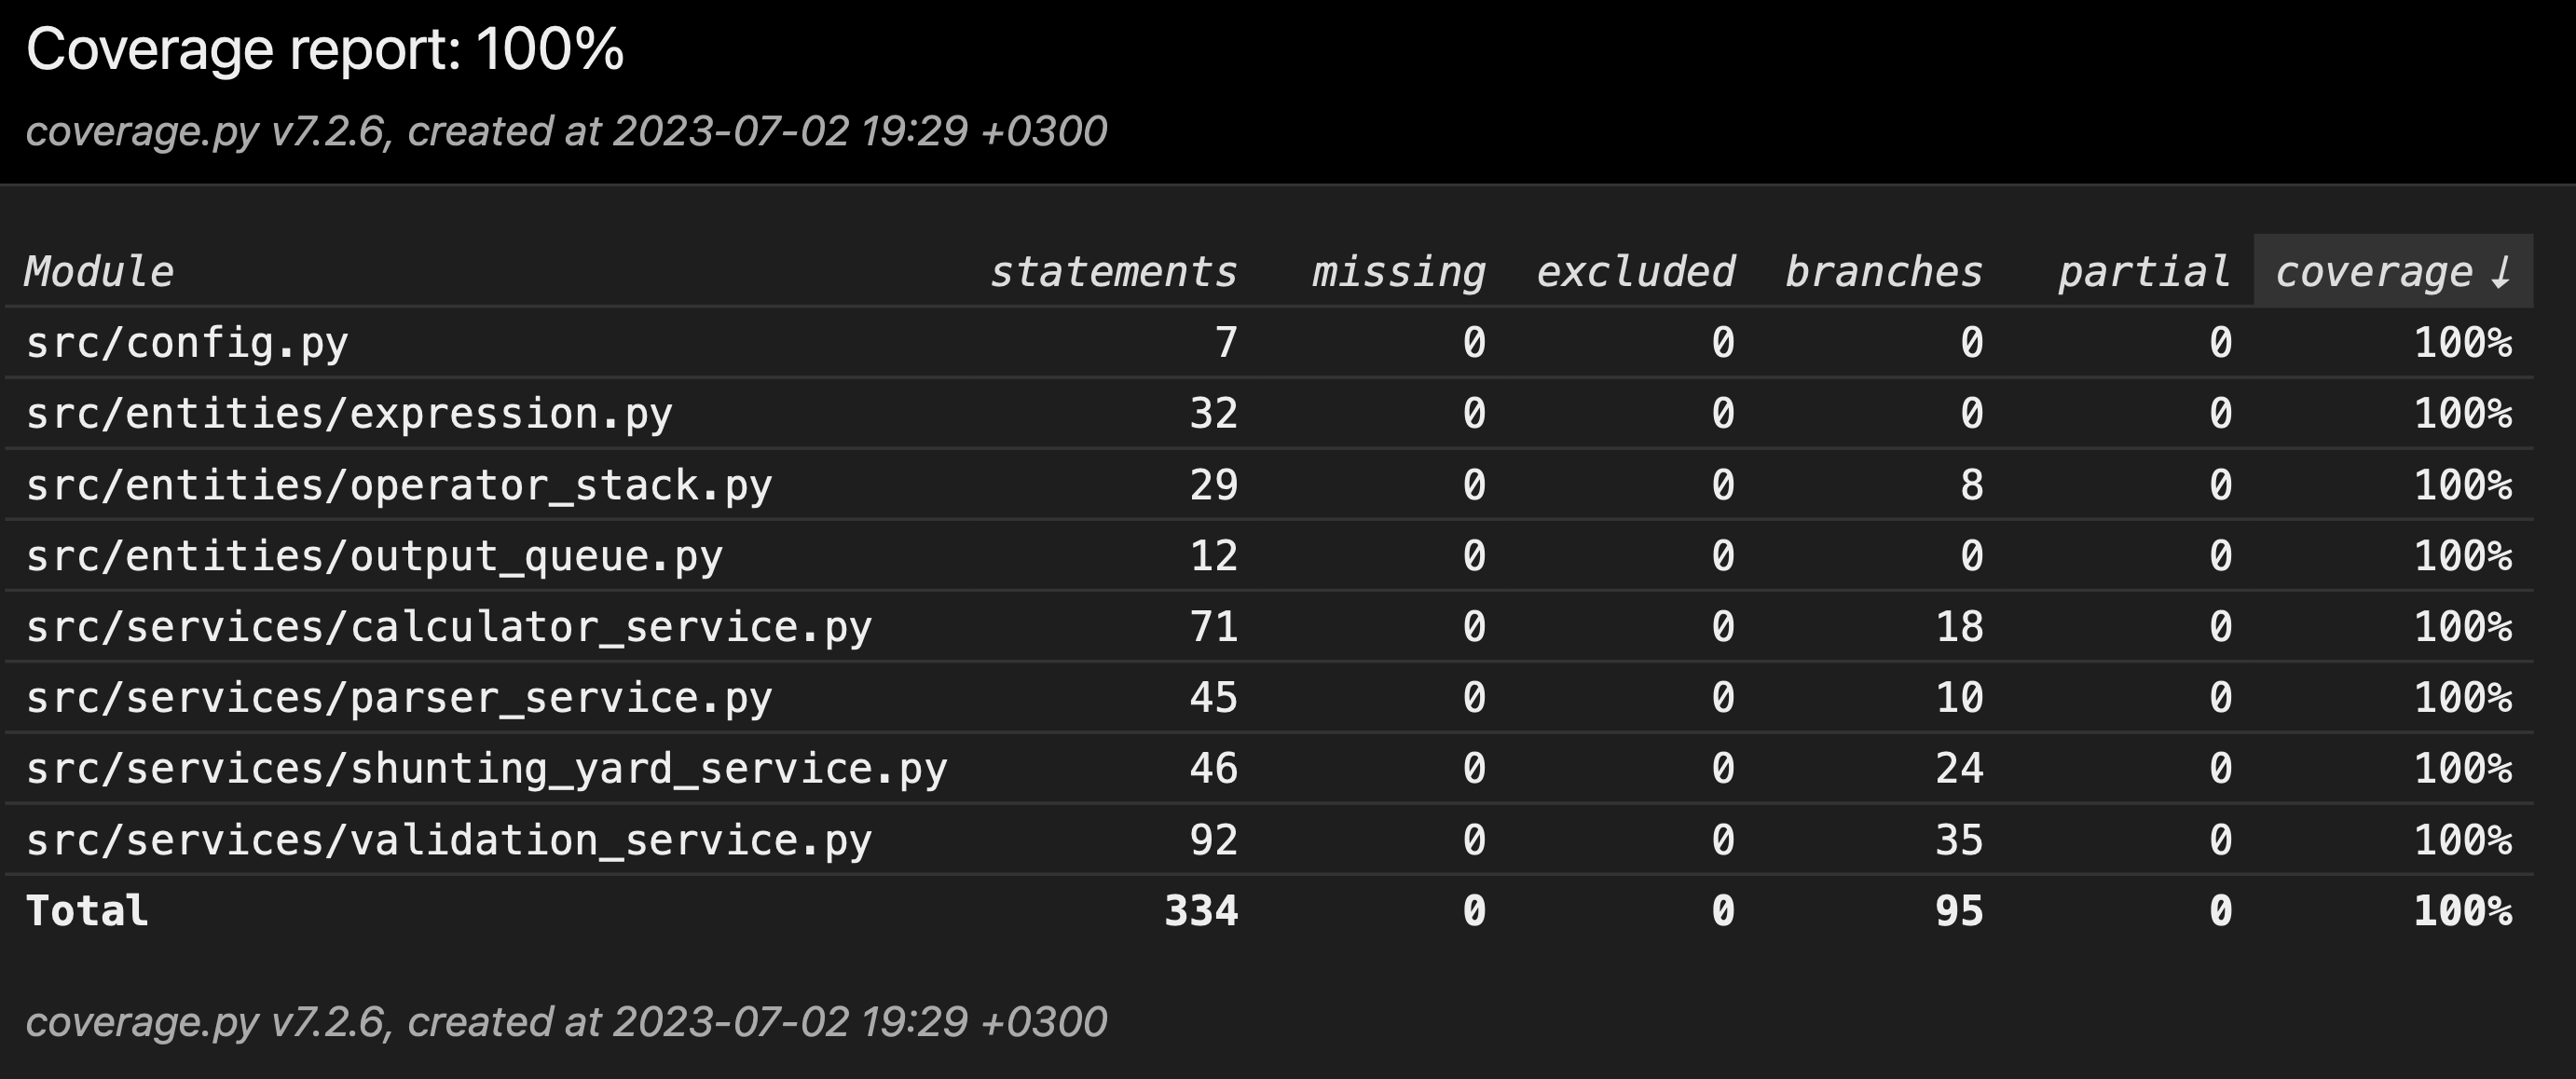 Coverage report: 100%
coverage.py v7.2.6, created at 2023-07-02 19:29 +0300
Module statements missing excluded branches partial coverage ↓
src/config.py 7 0 0 0 0 100%
src/entities/expression.py 32 0 0 0 0 100%
src/entities/operator_stack.py 29 0 0 8 0 100%
src/entities/output_queue.py 12 0 0 0 0 100%
src/services/calculator_service.py 71 0 0 18 0 100%
src/services/parser_service.py 45 0 0 10 0 100%
src/services/shunting_yard_service.py 46 0 0 24 0 100%
src/services/validation_service.py 92 0 0 35 0 100%
Total 334 0 0 95 0 100%
coverage.py v7.2.6, created at 2023-07-02 19:29 +0300